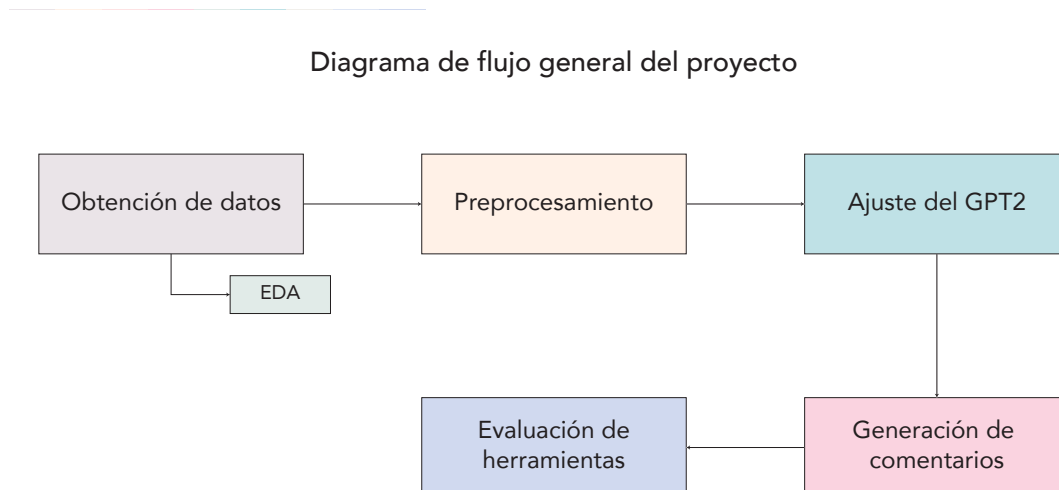 Diagrama de flujo general del proyecto
Obtención de datos
Preprocesamiento
Ajuste del GPT2
EDA
Evaluación de
herramientas
Generación de
comentarios